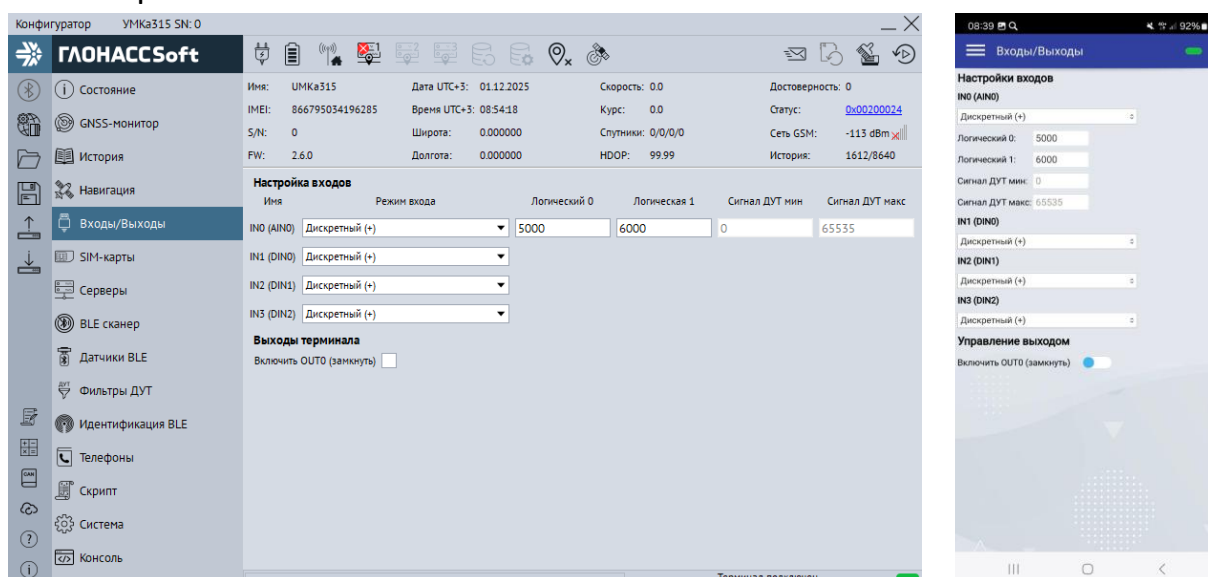 Конфигуратор УМКа315 SN: 0
ГЛОНАССSoft
Состояние
GNSS-монитор
История
Навигация
Входы/Выходы
SIM-карты
Серверы
BLE сканер
Датчики BLE
Фильтры ДУТ
Идентификация BLE
Телефоны
Скрипт
Система
Консоль
Имя: UMKa315 Дата UTC+3: 01.12.2025 Скорость: 0.0 Достоверность: 0
IMEI: 866795034196285 Время UTC+3: 08:54:18 Курс: 0.0 Статус: 0x00200024
S/N: 0 Широта: 0.000000 Спутники: 0/0/0/0 Сеть GSM: -113 dBm
FW: 2.6.0 Долгота: 0.000000 HDOP: 99.99 История: 1612/8640
Настройка входов
Имя Режим входа Логический 0 Логическая 1 Сигнал ДУТ мин Сигнал ДУТ макс
IN0 (AIN0) Дискретный (+) 5000 6000 0 65535
IN1 (DIN0) Дискретный (+)
IN2 (DIN1) Дискретный (+)
IN3 (DIN2) Дискретный (+)
Выходы терминала
Включить OUT0 (замкнуть)
Терминал подключен
08:39 92%
Входы/Выходы
Настройки входов
IN0 (AIN0)
Дискретный (+)
Логический 0: 5000
Логический 1: 6000
Сигнал ДУТ мин: 0
Сигнал ДУТ макс: 65535
IN1 (DIN0)
Дискретный (+)
IN2 (DIN1)
Дискретный (+)
IN3 (DIN2)
Дискретный (+)
Управление выходом
Включить OUT0 (замкнуть)